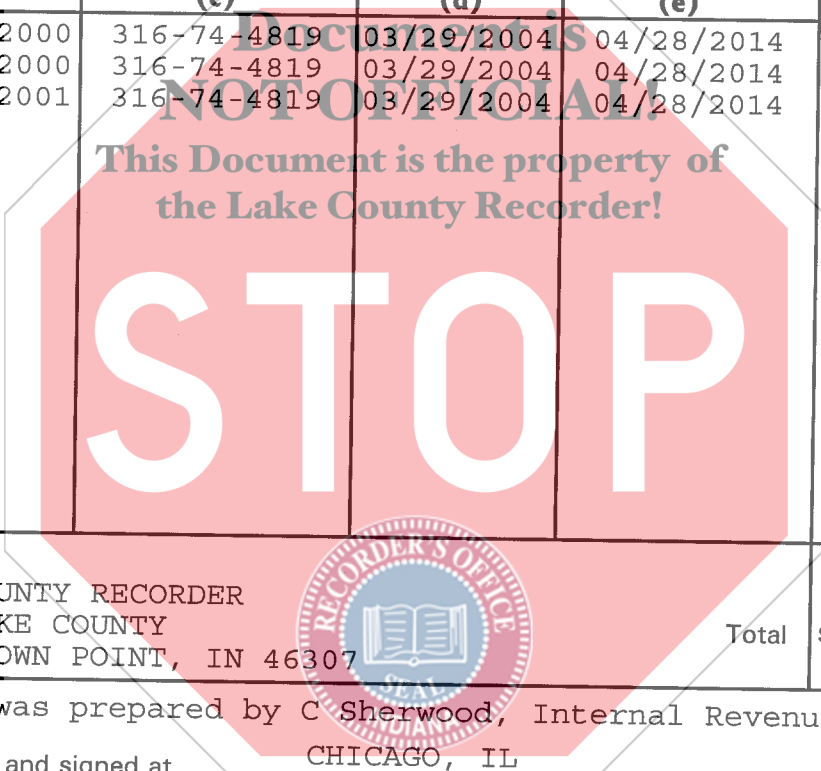 (c) (d) (e)
2000 316-74-4819 03/29/2004 04/28/2014
2000 316-74-4819 03/29/2004 04/28/2014
2001 316-74-4819 03/29/2004 04/28/2014
Document is
NOT OFFICIAL!
This Document is the property of
the Lake County Recorder!
STOP
RECORDER'S OFFICE
SEAL
INDIANA
UNTY RECORDER
KE COUNTY
OWN POINT, IN 46307
Total
was prepared by C Sherwood, Internal Revenu
and signed at CHICAGO, IL